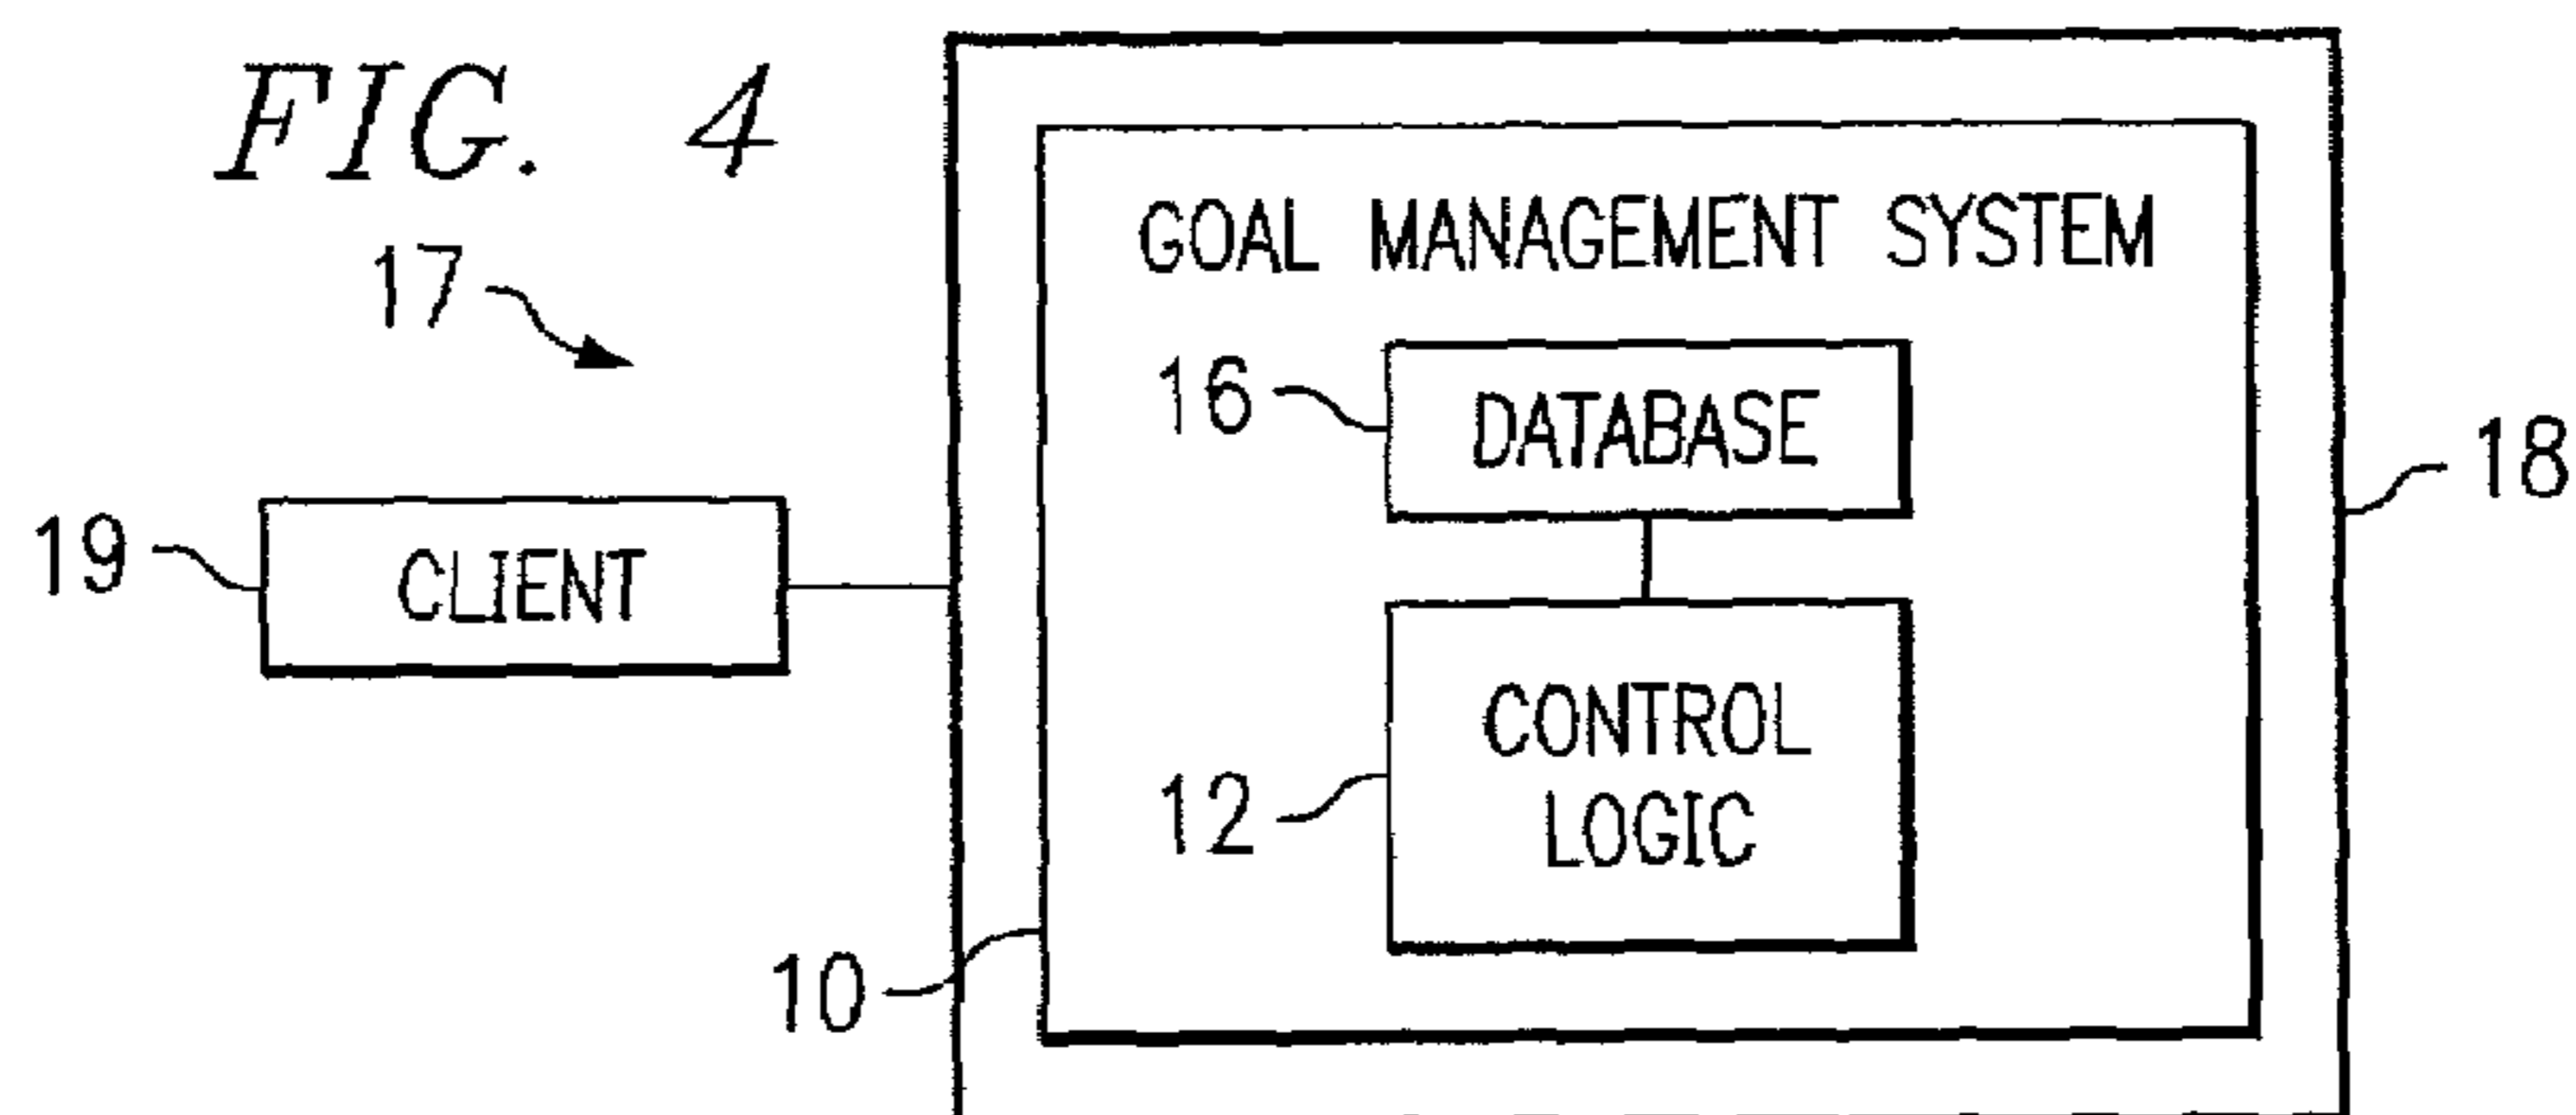 FIG. 4
17
GOAL MANAGEMENT SYSTEM
16
DATABASE
18
19
CLIENT
CONTROL
LOGIC
12
10